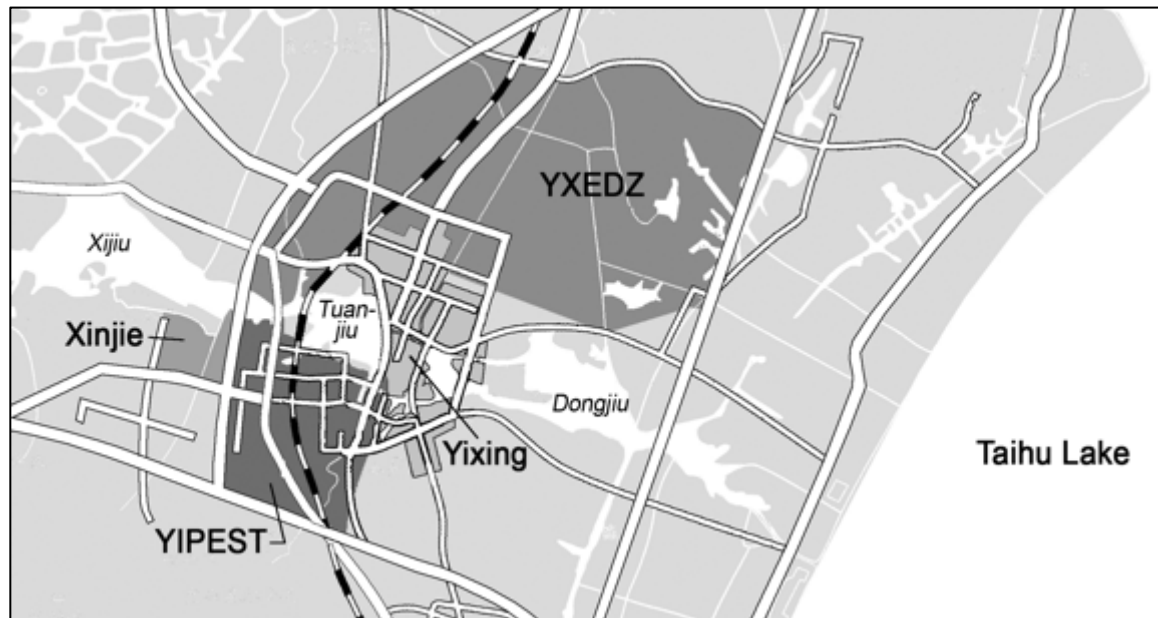 YXEDZ
Xijiu
Tuan-
jiu
Xinjie
Dongjiu
Yixing
Taihu Lake
YIPEST